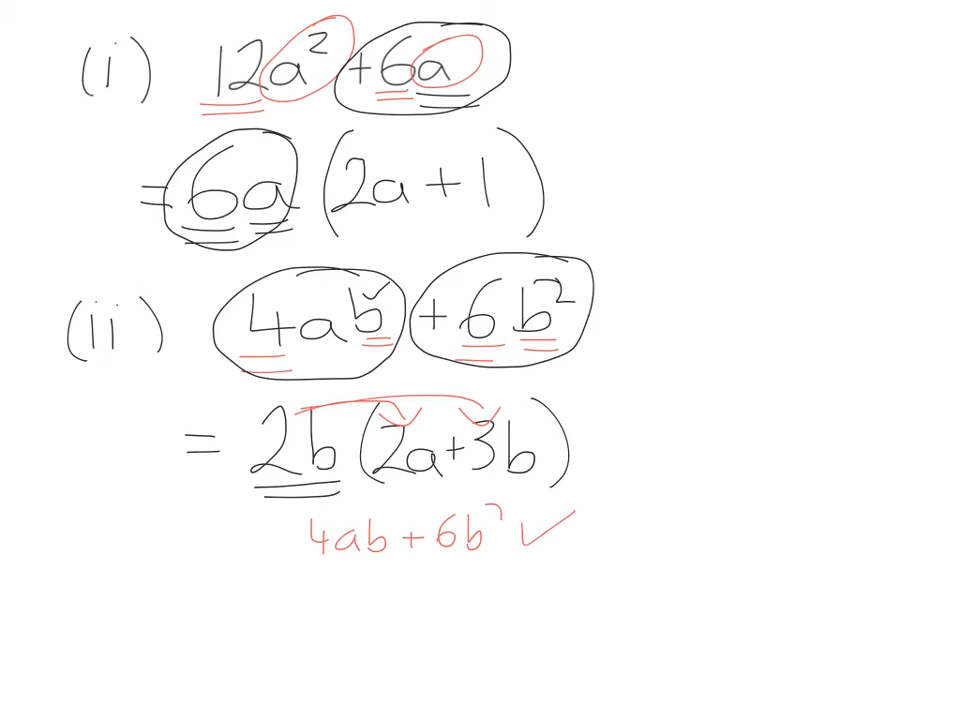 (i) 12a² + 6a
= 6a (2a + 1)
(ii) 4ab + 6b²
= 2b (2a + 3b)
4ab + 6b² ✓